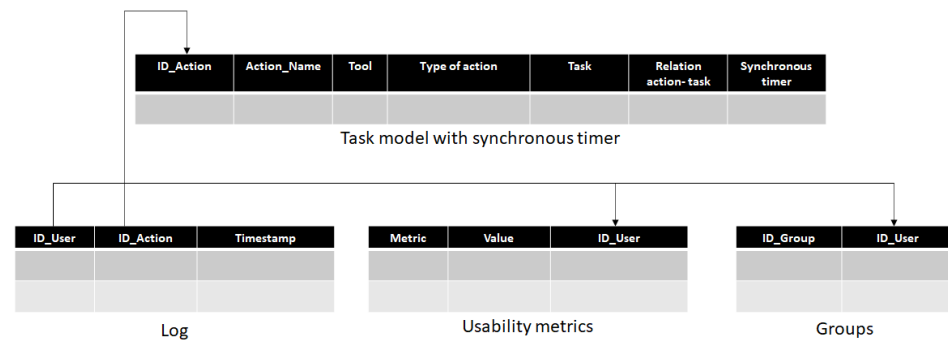 ID_Action Action_Name Tool Type of action Task Relation action- task Synchronous timer
Task model with synchronous timer
ID_User ID_Action Timestamp
Log
Metric Value ID_User
Usability metrics
ID_Group ID_User
Groups